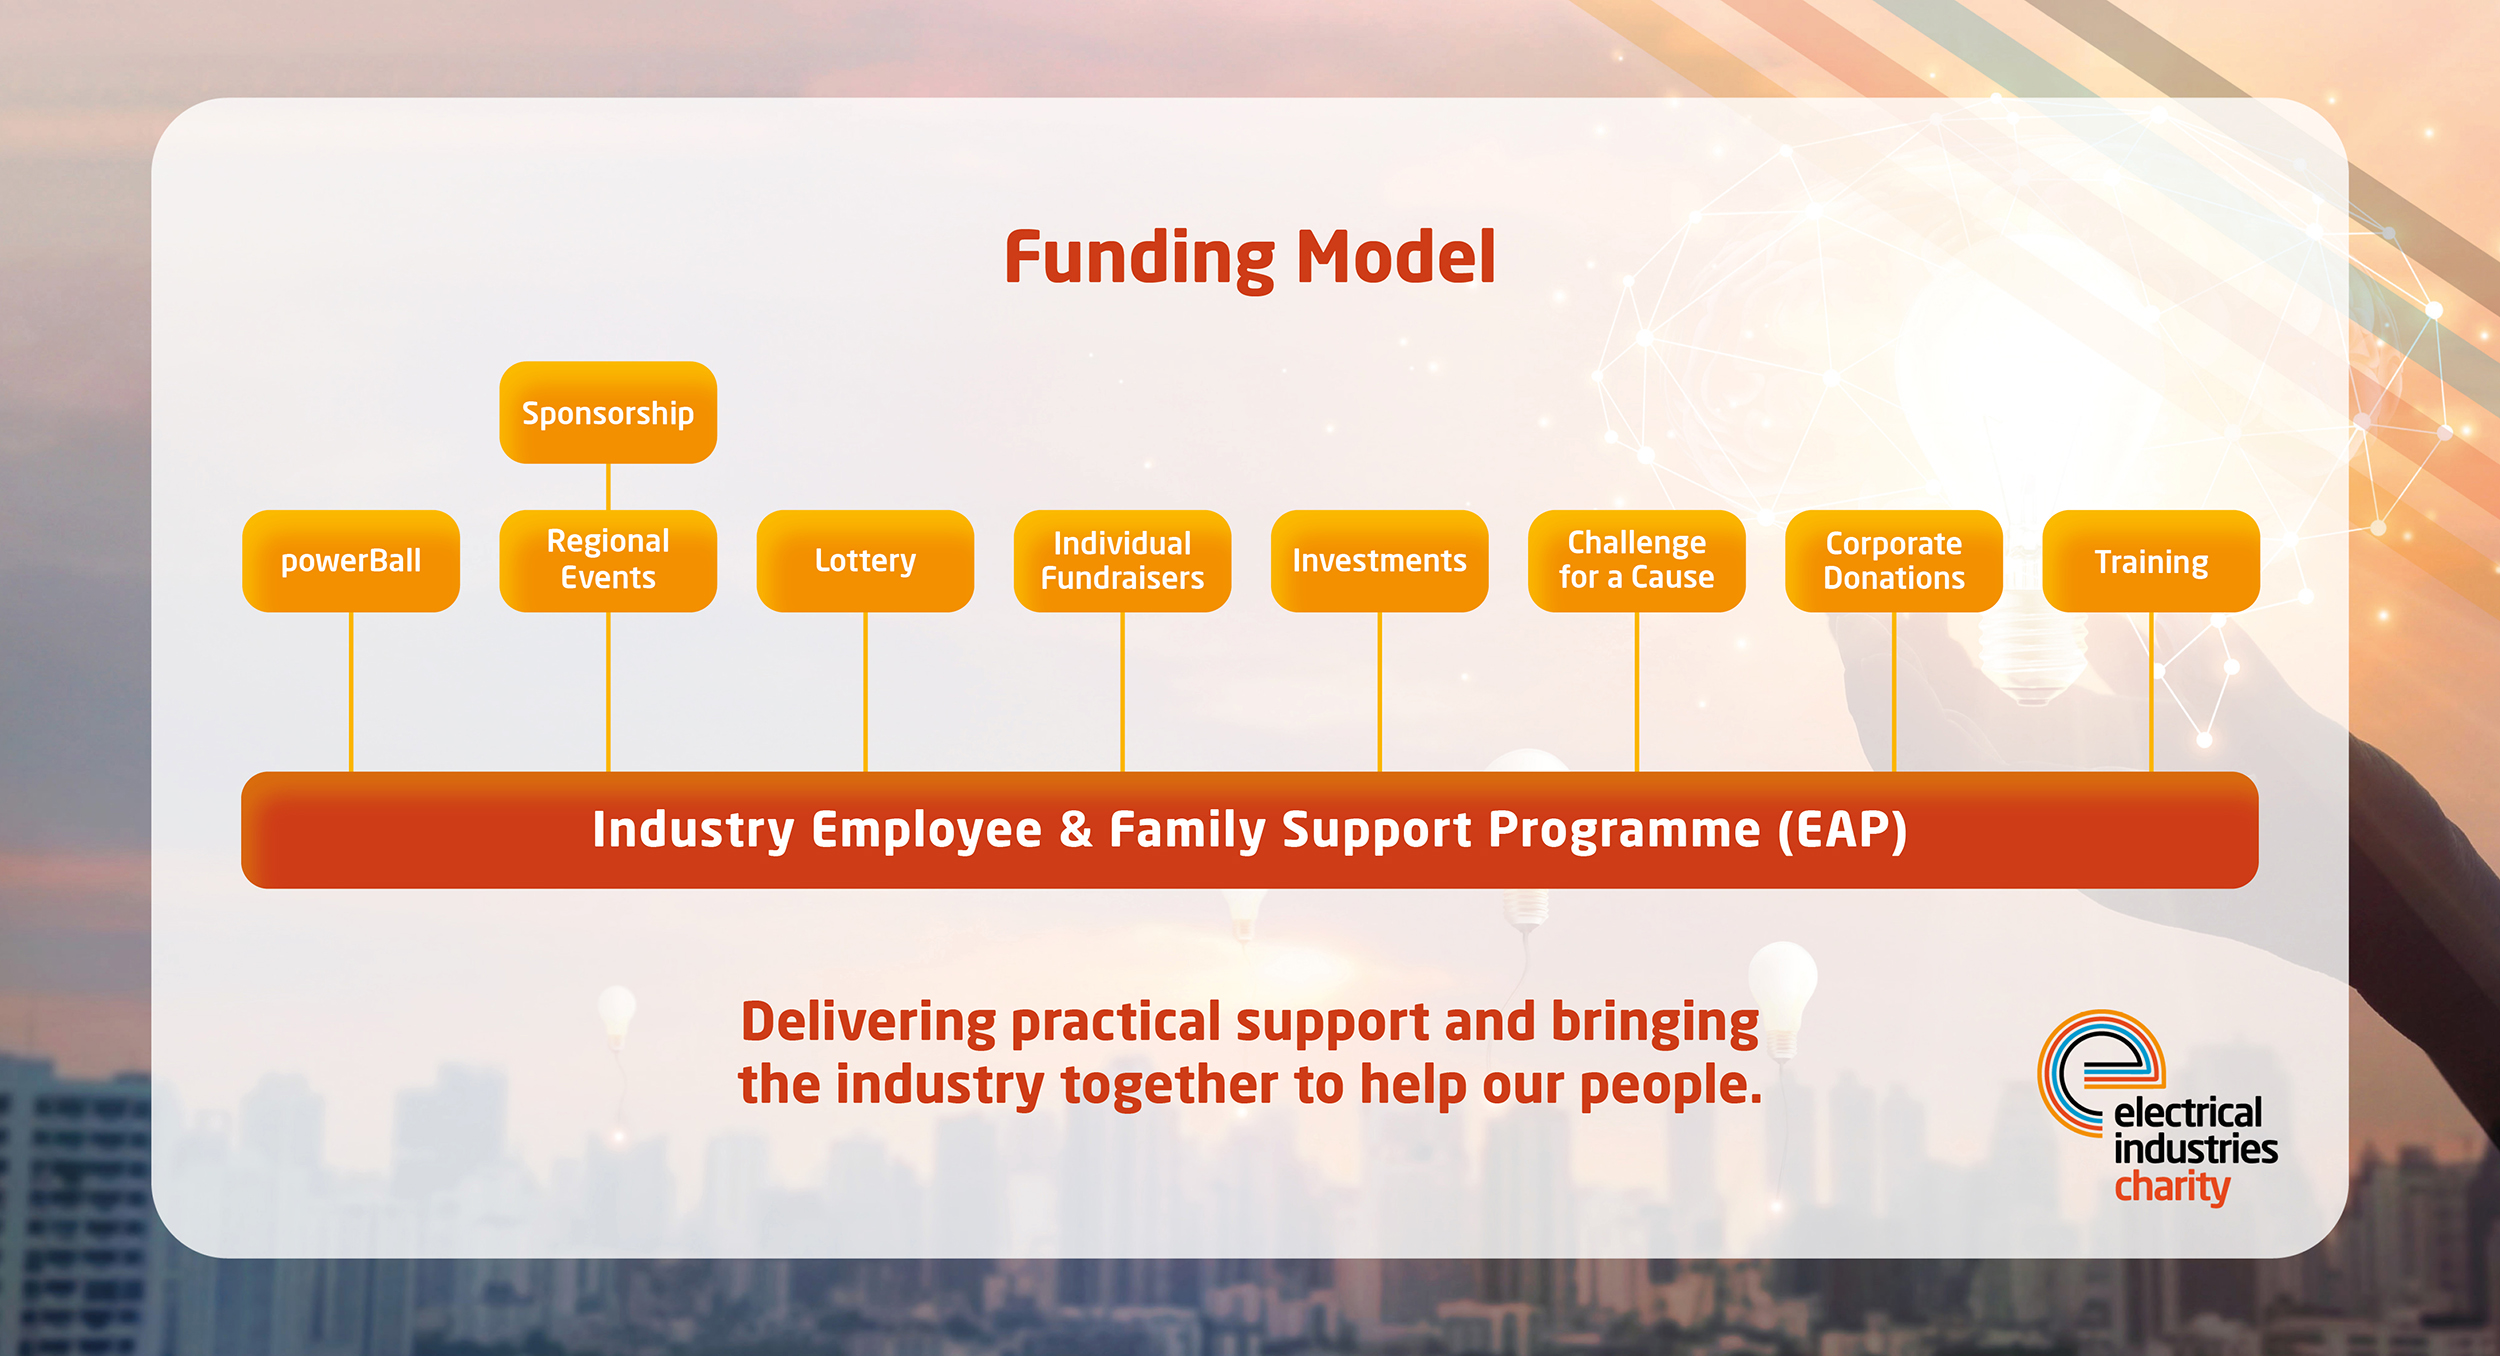 Funding Model
Sponsorship
powerBall
Regional
Events
Lottery
Individual
Fundraisers
Investments
Challenge
for a Cause
Corporate
Donations
Training
Industry Employee & Family Support Programme (EAP)
Delivering practical support and bringing
the industry together to help our people.
electrical
industries
charity